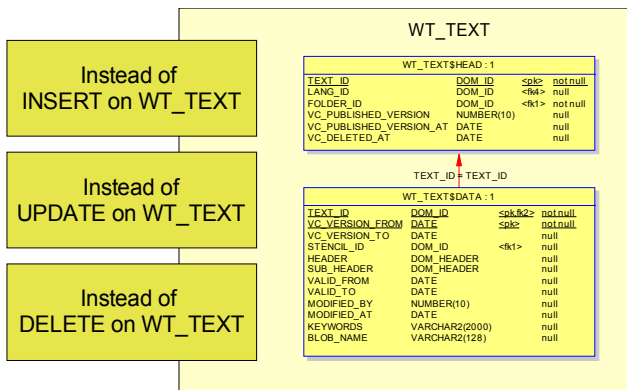 WT_TEXT
Instead of
INSERT on WT_TEXT
Instead of
UPDATE on WT_TEXT
Instead of
DELETE on WT_TEXT
WT_TEXT$HEAD : 1
TEXT_ID DOM_ID <pk> not null
LANG_ID DOM_ID <fk4> null
FOLDER_ID DOM_ID <fk1> not null
VC_PUBLISHED_VERSION NUMBER(10) null
VC_PUBLISHED_VERSION_AT DATE null
VC_DELETED_AT DATE null
TEXT_ID = TEXT_ID
WT_TEXT$DATA : 1
TEXT_ID DOM_ID <pk,fk2> not null
VC_VERSION_FROM DATE <pk> not null
VC_VERSION_TO DATE null
STENCIL_ID DOM_ID <fk1> null
HEADER DOM_HEADER null
SUB_HEADER DOM_HEADER null
VALID_FROM DATE null
VALID_TO DATE null
MODIFIED_BY NUMBER(10) null
MODIFIED_AT DATE null
KEYWORDS VARCHAR2(2000) null
BLOB_NAME VARCHAR2(128) null